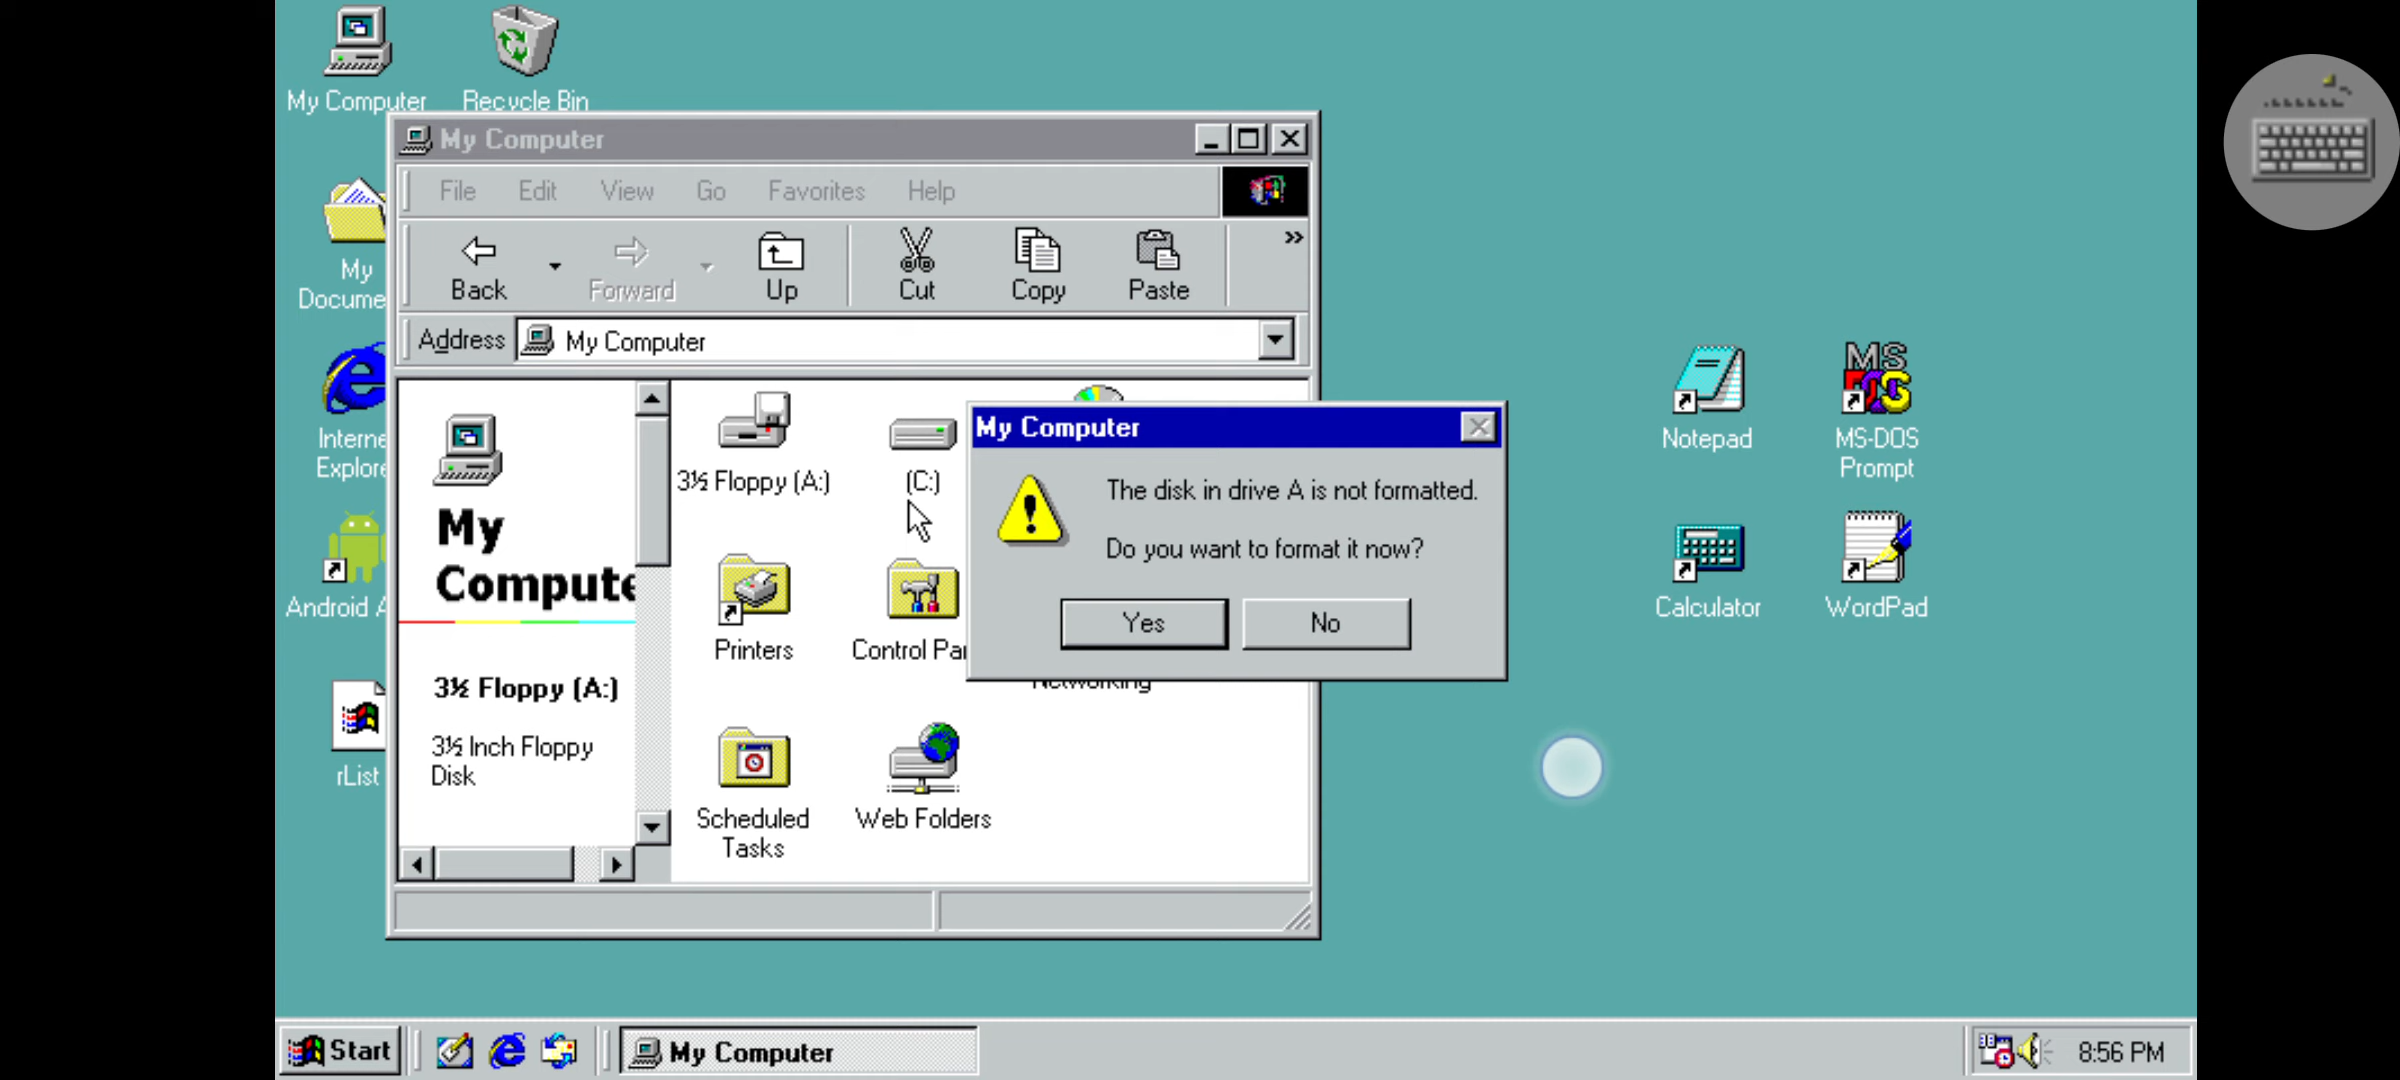 My Computer
Recycle Bin
My Computer
File Edit View Go Favorites Help
Back Forward Up Cut Copy Paste »
Address My Computer
My
Docume
Interne
Explore
Android A
rList
My
Compute
3½ Floppy (A:)
3½ Inch Floppy
Disk
3½ Floppy (A:)
(C:)
Printers
Control Pan
Networking
Scheduled
Tasks
Web Folders
My Computer
The disk in drive A is not formatted.
Do you want to format it now?
Yes No
Notepad
MS
DOS
MS-DOS
Prompt
Calculator
WordPad
Start
My Computer
8:56 PM